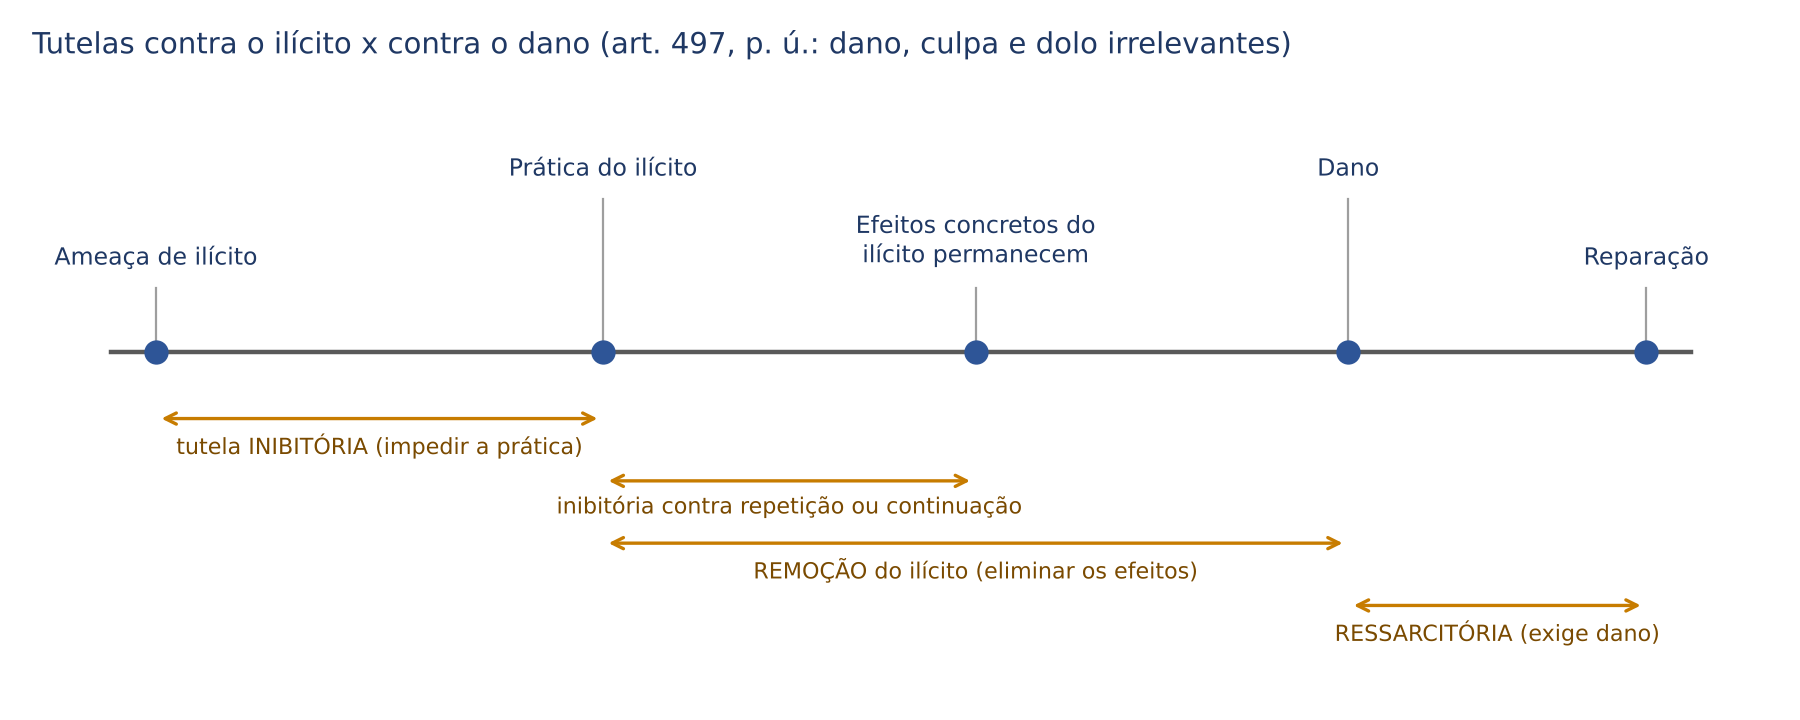 Tutelas contra o ilícito x contra o dano (art. 497, p. ú.: dano, culpa e dolo irrelevantes)
Prática do ilícito
Dano
Efeitos concretos do
ilícito permanecem
Ameaça de ilícito
Reparação
tutela INIBITÓRIA (impedir a prática)
inibitória contra repetição ou continuação
REMOÇÃO do ilícito (eliminar os efeitos)
RESSARCITÓRIA (exige dano)